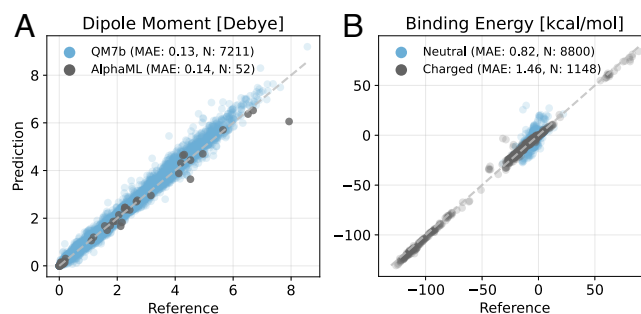 A
Dipole Moment [Debye]
QM7b (MAE: 0.13, N: 7211)
AlphaML (MAE: 0.14, N: 52)
Prediction
8
6
4
2
0
0
2
4
6
8
Reference
B
Binding Energy [kcal/mol]
Neutral (MAE: 0.82, N: 8800)
Charged (MAE: 1.46, N: 1148)
50
0
−50
−100
−100
−50
0
50
Reference